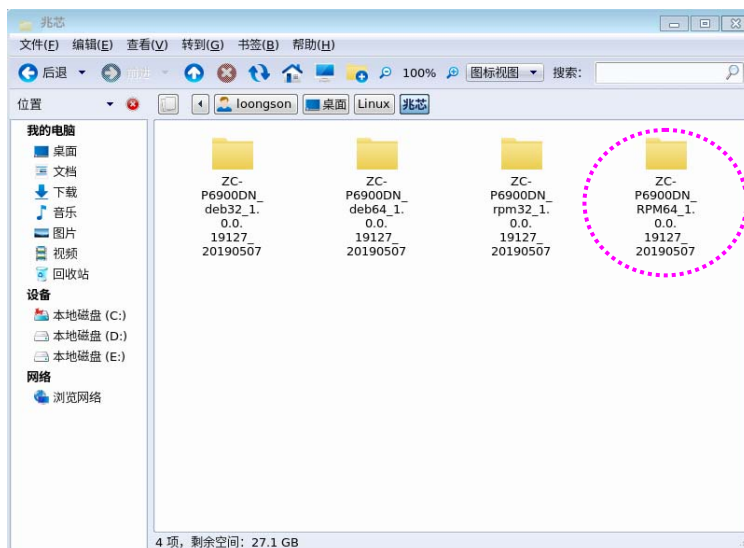 兆芯
文件(F) 编辑(E) 查看(V) 转到(G) 书签(B) 帮助(H)
后退 前进 100% 图标视图 搜索:
位置 loongson 桌面 Linux 兆芯
我的电脑
桌面
文档
下载
音乐
图片
视频
回收站
设备
本地磁盘 (C:)
本地磁盘 (D:)
本地磁盘 (E:)
网络
浏览网络
ZC-
P6900DN_
deb32_1.
0.0.
19127_
20190507
ZC-
P6900DN_
deb64_1.
0.0.
19127_
20190507
ZC-
P6900DN_
rpm32_1.
0.0.
19127_
20190507
ZC-
P6900DN_
RPM64_1.
0.0.
19127_
20190507
4 项，剩余空间：27.1 GB